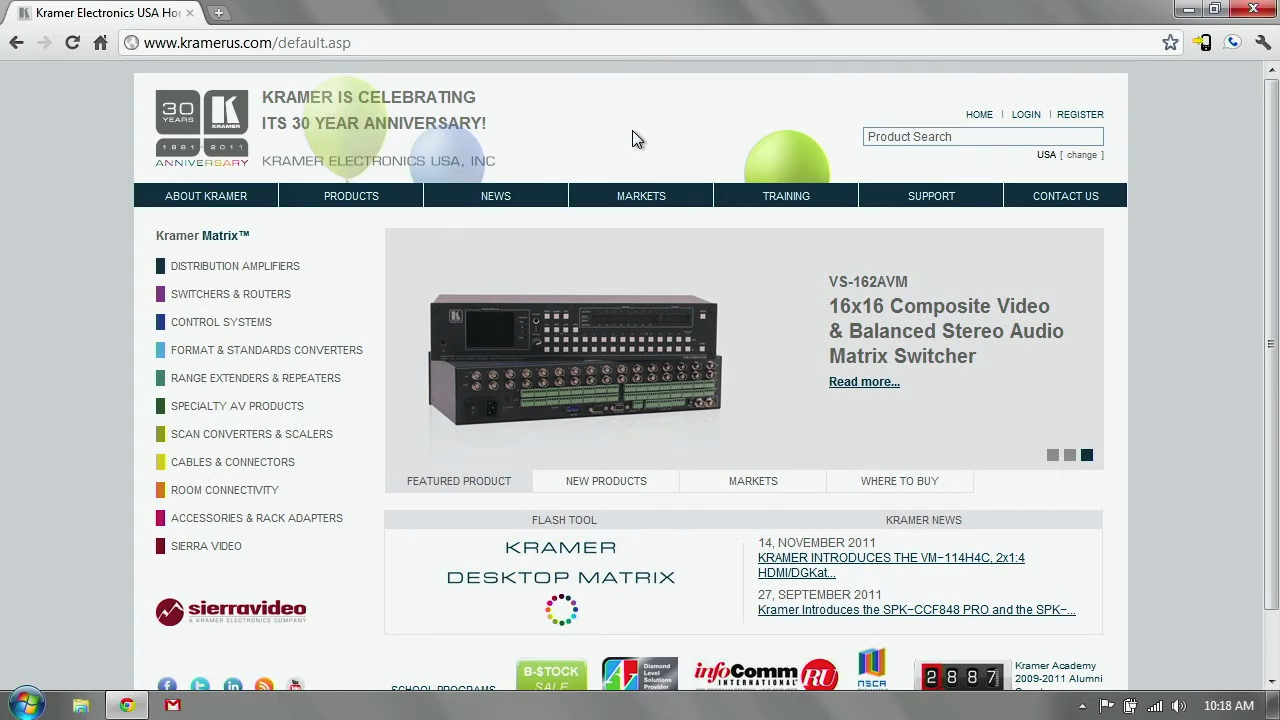 Kramer Electronics USA Ho
www.kramerus.com/default.asp
30
YEARS
K
KRAMER
1981 2011
ANNIVERSARY
KRAMER IS CELEBRATING
ITS 30 YEAR ANNIVERSARY!
KRAMER ELECTRONICS USA, INC
HOME | LOGIN | REGISTER
Product Search
USA [ change ]
ABOUT KRAMER
PRODUCTS
NEWS
MARKETS
TRAINING
SUPPORT
CONTACT US
Kramer Matrix™
DISTRIBUTION AMPLIFIERS
SWITCHERS & ROUTERS
CONTROL SYSTEMS
FORMAT & STANDARDS CONVERTERS
RANGE EXTENDERS & REPEATERS
SPECIALTY AV PRODUCTS
SCAN CONVERTERS & SCALERS
CABLES & CONNECTORS
ROOM CONNECTIVITY
ACCESSORIES & RACK ADAPTERS
SIERRA VIDEO
sierravideo
A KRAMER ELECTRONICS COMPANY
VS-162AVM
16x16 Composite Video
& Balanced Stereo Audio
Matrix Switcher
Read more...
FEATURED PRODUCT
NEW PRODUCTS
MARKETS
WHERE TO BUY
FLASH TOOL
KRAMER
DESKTOP MATRIX
KRAMER NEWS
14, NOVEMBER 2011
KRAMER INTRODUCES THE VM-114H4C, 2x1:4
HDMI/DGKat...
27, SEPTEMBER 2011
Kramer Introduces the SPK-CCF848 PRO and the SPK-...
SCHOOL PROGRAMS
B-$TOCK
SALE
Diamond
Level
Solutions
Provider
infoComm
INTERNATIONAL
RU
NSCA
2887
Kramer Academy
2009-2011 Alumni
10:18 AM